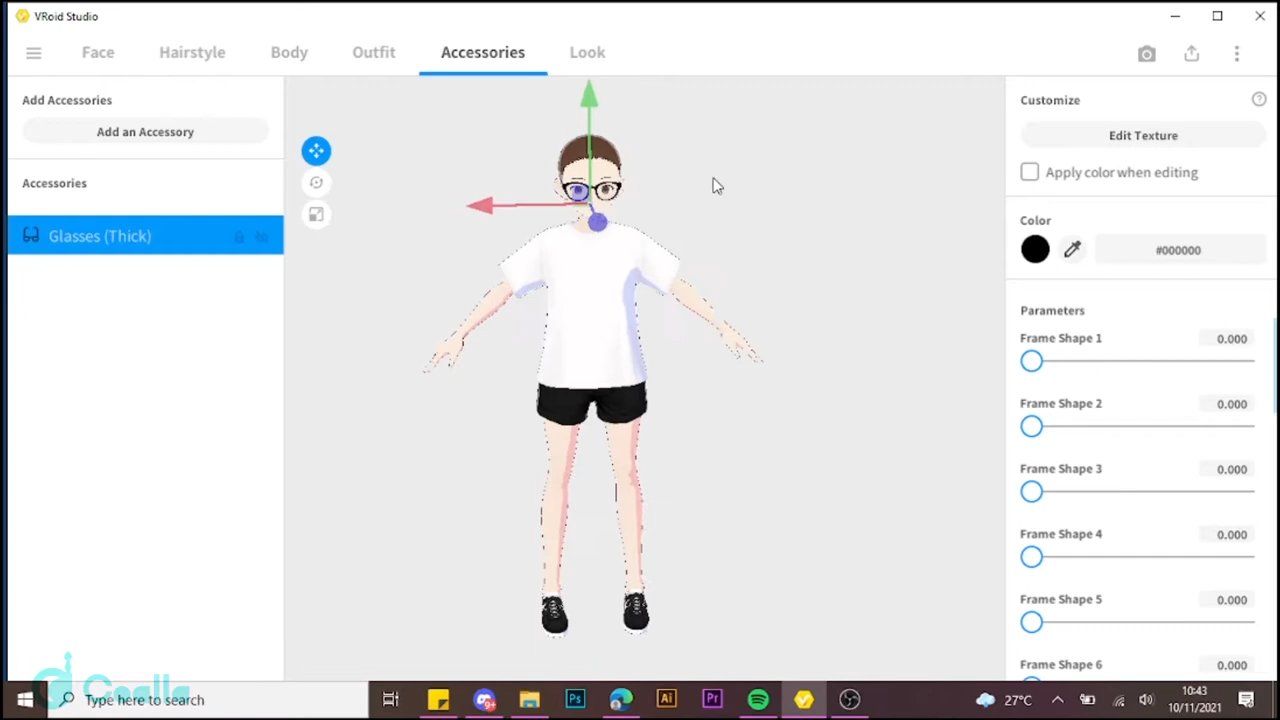 VRoid Studio
Face Hairstyle Body Outfit Accessories Look
Add Accessories
Add an Accessory
Accessories
Glasses (Thick)
Customize
Edit Texture
Apply color when editing
Color
#000000
Parameters
Frame Shape 1 0.000
Frame Shape 2 0.000
Frame Shape 3 0.000
Frame Shape 4 0.000
Frame Shape 5 0.000
Frame Shape 6 0.000
Type here to search
Ps
Ai
Pr
27°C
10:43
10/11/2021